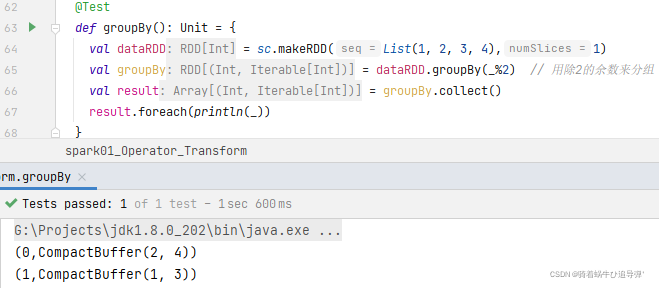 62 @Test
63 def groupBy(): Unit = {
64 val dataRDD: RDD[Int] = sc.makeRDD( seq = List(1, 2, 3, 4), numSlices = 1)
65 val groupBy: RDD[(Int, Iterable[Int])] = dataRDD.groupBy(_%2) // 用除2的余数来分组
66 val result: Array[(Int, Iterable[Int])] = groupBy.collect()
67 result.foreach(println(_))
68 }
spark01_Operator_Transform
rm.groupBy ×
Tests passed: 1 of 1 test – 1 sec 600 ms
G:\Projects\jdk1.8.0_202\bin\java.exe ...
(0,CompactBuffer(2, 4))
(1,CompactBuffer(1, 3))
CSDN @骑着蜗牛ひ追导弹'